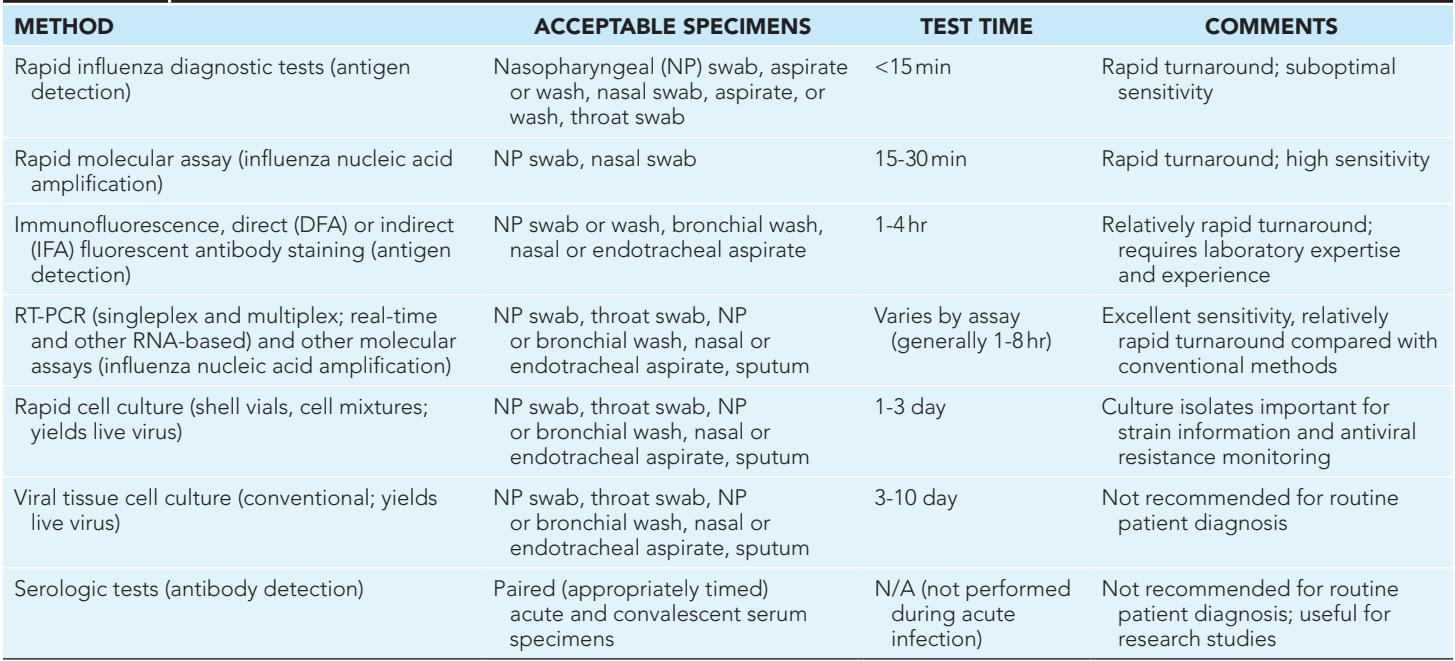 METHOD ACCEPTABLE SPECIMENS TEST TIME COMMENTS
Rapid influenza diagnostic tests (antigen detection)
Nasopharyngeal (NP) swab, aspirate
or wash, nasal swab, aspirate, or
wash, throat swab
<15 min
Rapid turnaround; suboptimal
sensitivity
Rapid molecular assay (influenza nucleic acid
amplification)
NP swab, nasal swab
15-30 min
Rapid turnaround; high sensitivity
Immunofluorescence, direct (DFA) or indirect
(IFA) fluorescent antibody staining (antigen
detection)
NP swab or wash, bronchial wash,
nasal or endotracheal aspirate
1-4 hr
Relatively rapid turnaround;
requires laboratory expertise
and experience
RT-PCR (singleplex and multiplex; real-time
and other RNA-based) and other molecular
assays (influenza nucleic acid amplification)
NP swab, throat swab, NP
or bronchial wash, nasal or
endotracheal aspirate, sputum
Varies by assay
(generally 1-8 hr)
Excellent sensitivity, relatively
rapid turnaround compared with
conventional methods
Rapid cell culture (shell vials, cell mixtures;
yields live virus)
NP swab, throat swab, NP
or bronchial wash, nasal or
endotracheal aspirate, sputum
1-3 day
Culture isolates important for
strain information and antiviral
resistance monitoring
Viral tissue cell culture (conventional; yields
live virus)
NP swab, throat swab, NP
or bronchial wash, nasal or
endotracheal aspirate, sputum
3-10 day
Not recommended for routine
patient diagnosis
Serologic tests (antibody detection)
Paired (appropriately timed)
acute and convalescent serum
specimens
N/A (not performed
during acute
infection)
Not recommended for routine
patient diagnosis; useful for
research studies